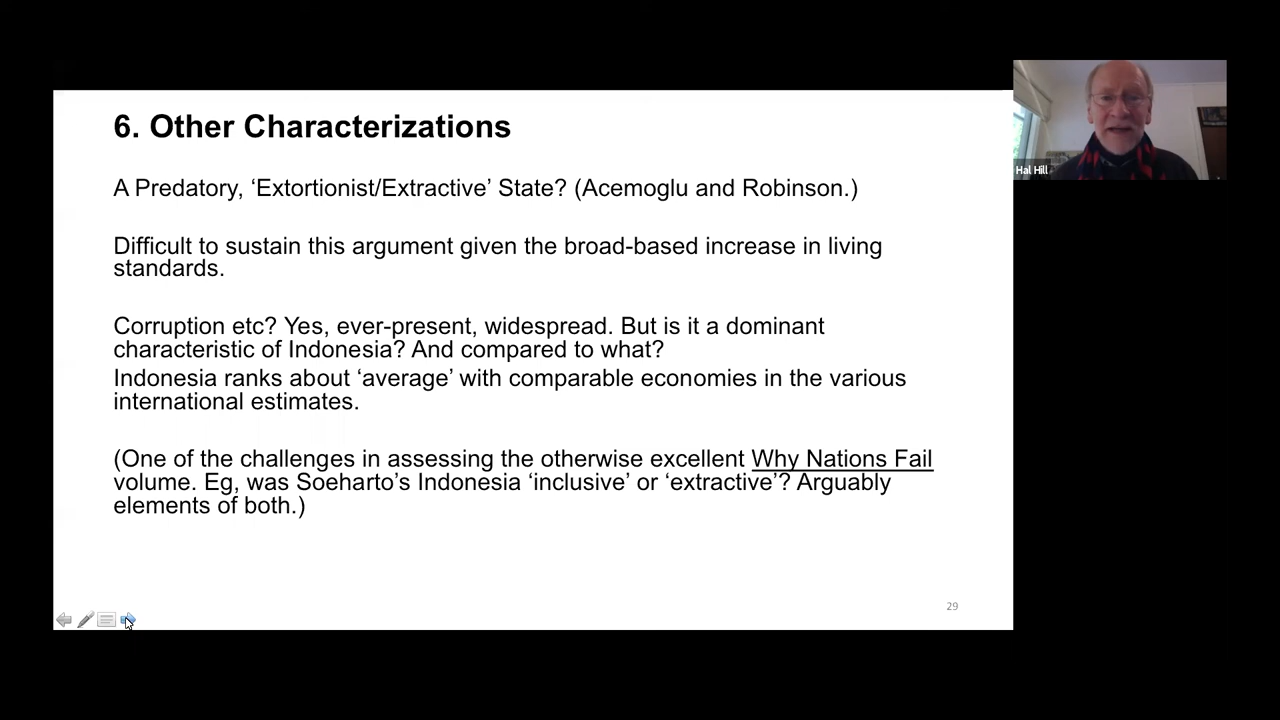 6. Other Characterizations
A Predatory, ‘Extortionist/Extractive’ State? (Acemoglu and Robinson.)
Difficult to sustain this argument given the broad-based increase in living
standards.
Corruption etc? Yes, ever-present, widespread. But is it a dominant
characteristic of Indonesia? And compared to what?
Indonesia ranks about ‘average’ with comparable economies in the various
international estimates.
(One of the challenges in assessing the otherwise excellent Why Nations Fail
volume. Eg, was Soeharto’s Indonesia ‘inclusive’ or ‘extractive’? Arguably
elements of both.)
29
Hal Hill